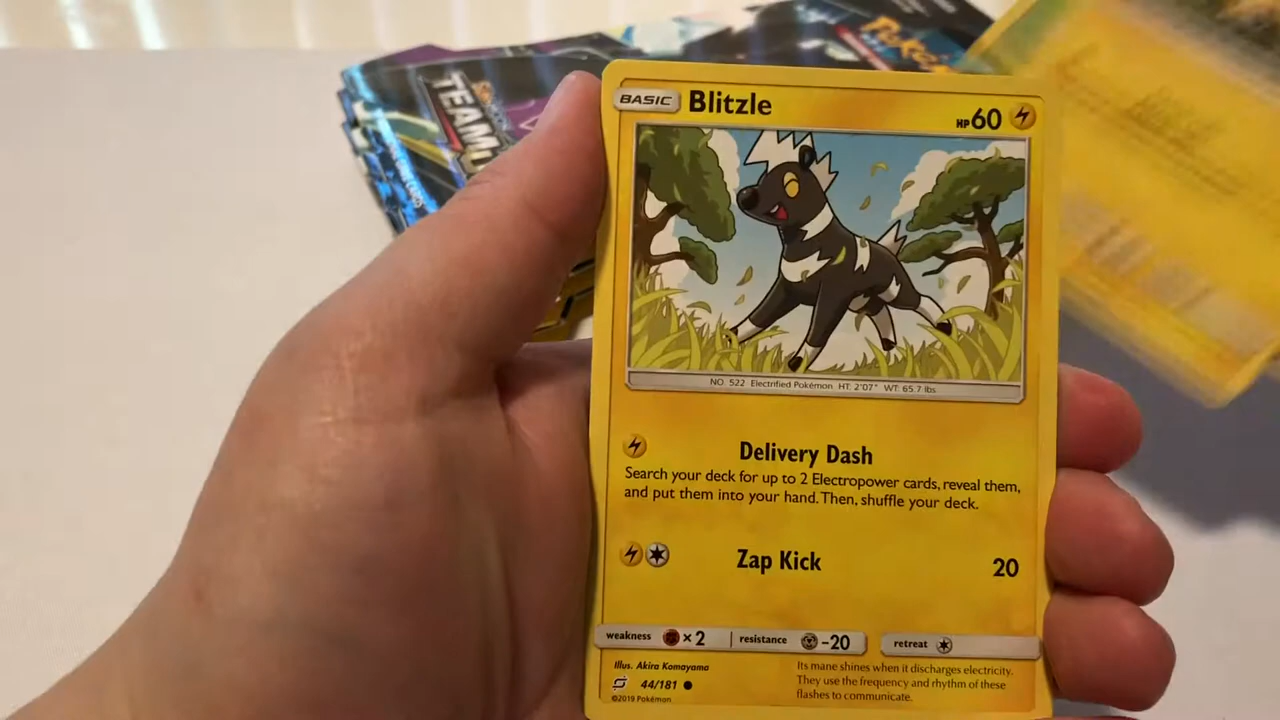 TEAM U
Pokém
BASIC Blitzle HP 60
NO. 522 Electrified Pokémon HT: 2'07" WT: 65.7 lbs
Delivery Dash
Search your deck for up to 2 Electropower cards, reveal them,
and put them into your hand. Then, shuffle your deck.
Zap Kick 20
weakness ×2 resistance -20 retreat
Illus. Akira Komayama
44/181
©2019 Pokémon
Its mane shines when it discharges electricity.
They use the frequency and rhythm of these
flashes to communicate.